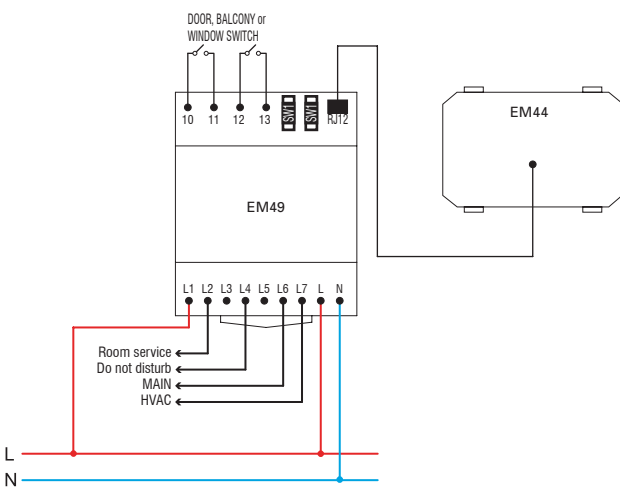 DOOR, BALCONY or
WINDOW SWITCH
10 11 12 13 SW1 SW1 RJ12
EM44
EM49
L1 L2 L3 L4 L5 L6 L7 L N
Room service
Do not disturb
MAIN
HVAC
L
N